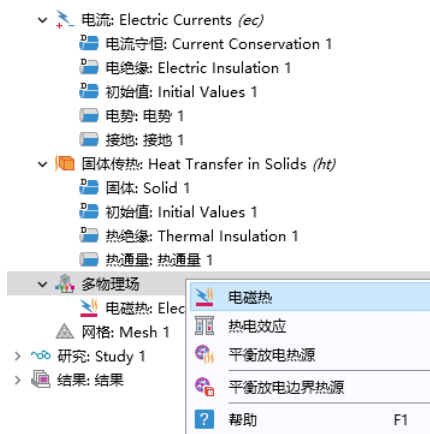 电流: Electric Currents (ec)
电流守恒: Current Conservation 1
电绝缘: Electric Insulation 1
初始值: Initial Values 1
电势: 电势 1
接地: 接地 1
固体传热: Heat Transfer in Solids (ht)
固体: Solid 1
初始值: Initial Values 1
热绝缘: Thermal Insulation 1
热通量: 热通量 1
多物理场
电磁热: Elec
网格: Mesh 1
研究: Study 1
结果: 结果
电磁热
热电效应
平衡放电热源
平衡放电边界热源
帮助 F1